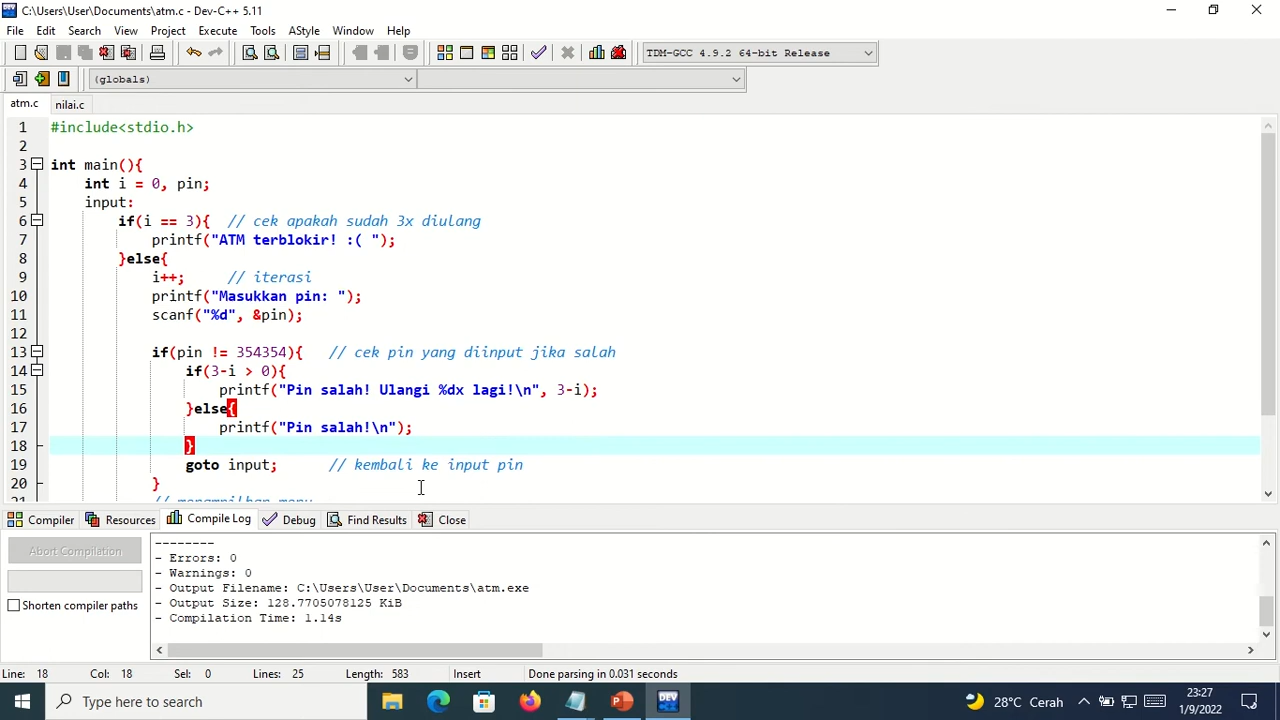 C:\Users\User\Documents\atm.c - Dev-C++ 5.11
File Edit Search View Project Execute Tools AStyle Window Help
TDM-GCC 4.9.2 64-bit Release
(globals)
atm.c nilai.c
1 #include<stdio.h>
2
3 int main(){
4 int i = 0, pin;
5 input:
6 if(i == 3){ // cek apakah sudah 3x diulang
7 printf("ATM terblokir! :( ");
8 }else{
9 i++; // iterasi
10 printf("Masukkan pin: ");
11 scanf("%d", &pin);
12
13 if(pin != 354354){ // cek pin yang diinput jika salah
14 if(3-i > 0){
15 printf("Pin salah! Ulangi %dx lagi!\n", 3-i);
16 }else{
17 printf("Pin salah!\n");
18 }
19 goto input; // kembali ke input pin
20 }
21 // menampilhan menu
Compiler Resources Compile Log Debug Find Results Close
Abort Compilation
Shorten compiler paths
--------
- Errors: 0
- Warnings: 0
- Output Filename: C:\Users\User\Documents\atm.exe
- Output Size: 128.7705078125 KiB
- Compilation Time: 1.14s
Line: 18 Col: 18 Sel: 0 Lines: 25 Length: 583 Insert Done parsing in 0.031 seconds
Type here to search
DEV
28°C Cerah
23:27
1/9/2022